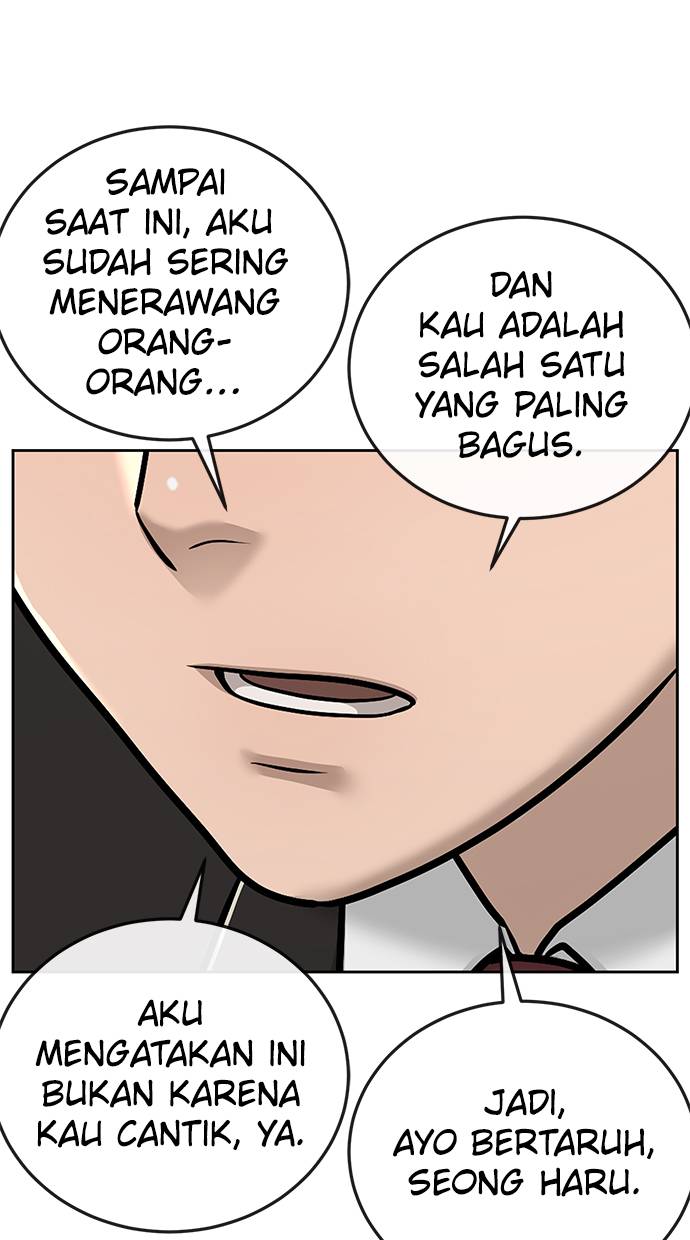 SAMPAI
SAAT INI, AKU
SUDAH SERING
MENERAWANG
ORANG-
ORANG...
DAN
KAU ADALAH
SALAH SATU
YANG PALING
BAGUS.
AKU
MENGATAKAN INI
BUKAN KARENA
KAU CANTIK, YA.
JADI,
AYO BERTARUH,
SEONG HARU.